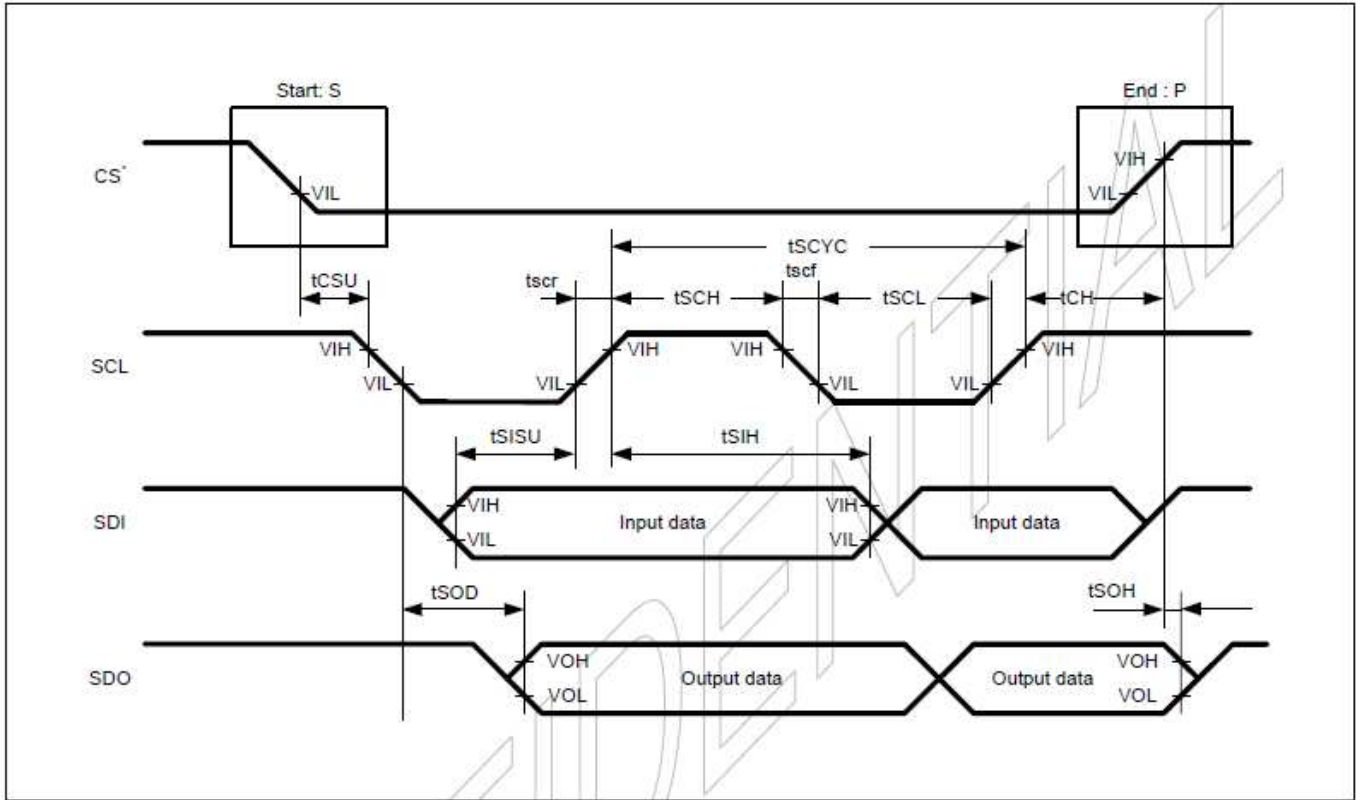 Start: S
End : P
CS*
VIL
VIH
VIL
tSCYC
tCSU
tscr
tSCH
tscf
tSCL
tCH
SCL
VIH
VIL
VIL
VIH
VIH
VIL
VIL
VIH
tSISU
tSIH
SDI
VIH
VIL
Input data
VIH
VIL
Input data
tSOD
tSOH
SDO
VOH
VOL
Output data
Output data
VOH
VOL
IDENTIAL